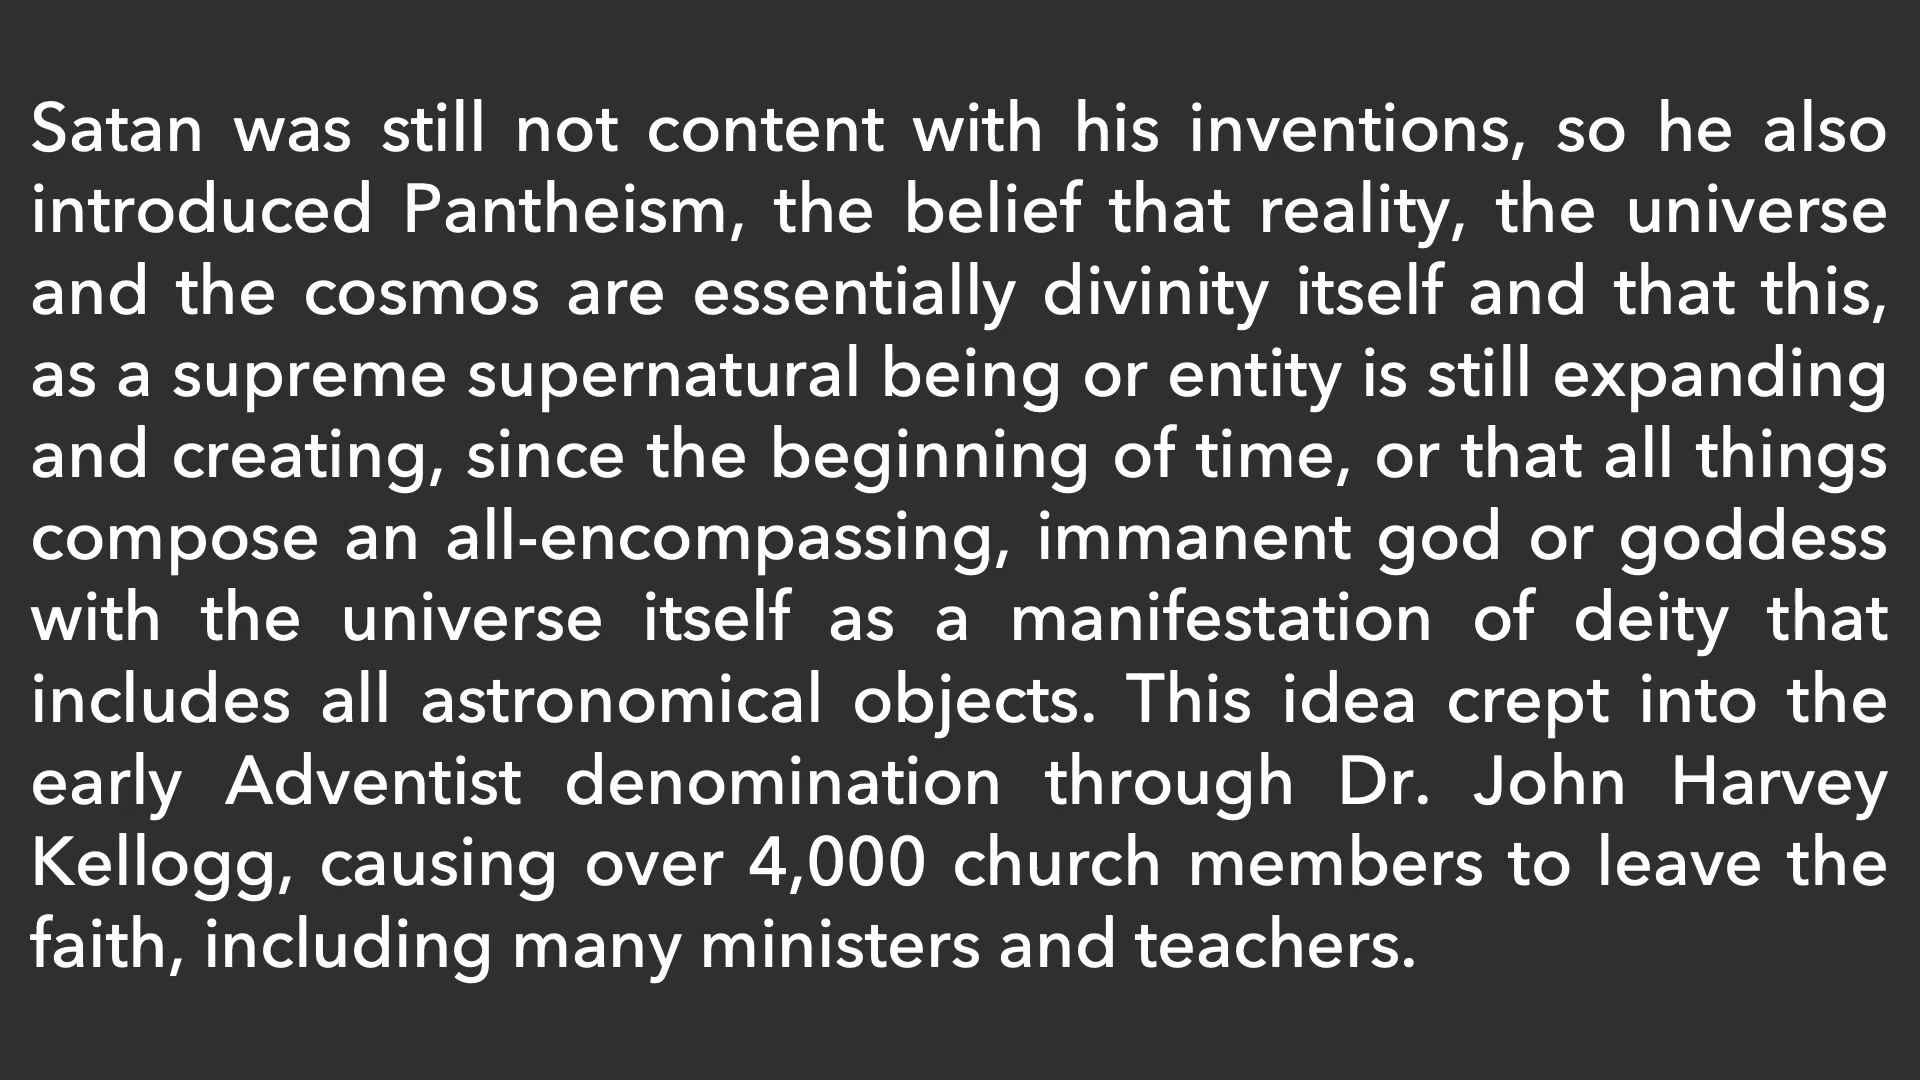 Satan was still not content with his inventions, so he also
introduced Pantheism, the belief that reality, the universe
and the cosmos are essentially divinity itself and that this,
as a supreme supernatural being or entity is still expanding
and creating, since the beginning of time, or that all things
compose an all-encompassing, immanent god or goddess
with the universe itself as a manifestation of deity that
includes all astronomical objects. This idea crept into the
early Adventist denomination through Dr. John Harvey
Kellogg, causing over 4,000 church members to leave the
faith, including many ministers and teachers.